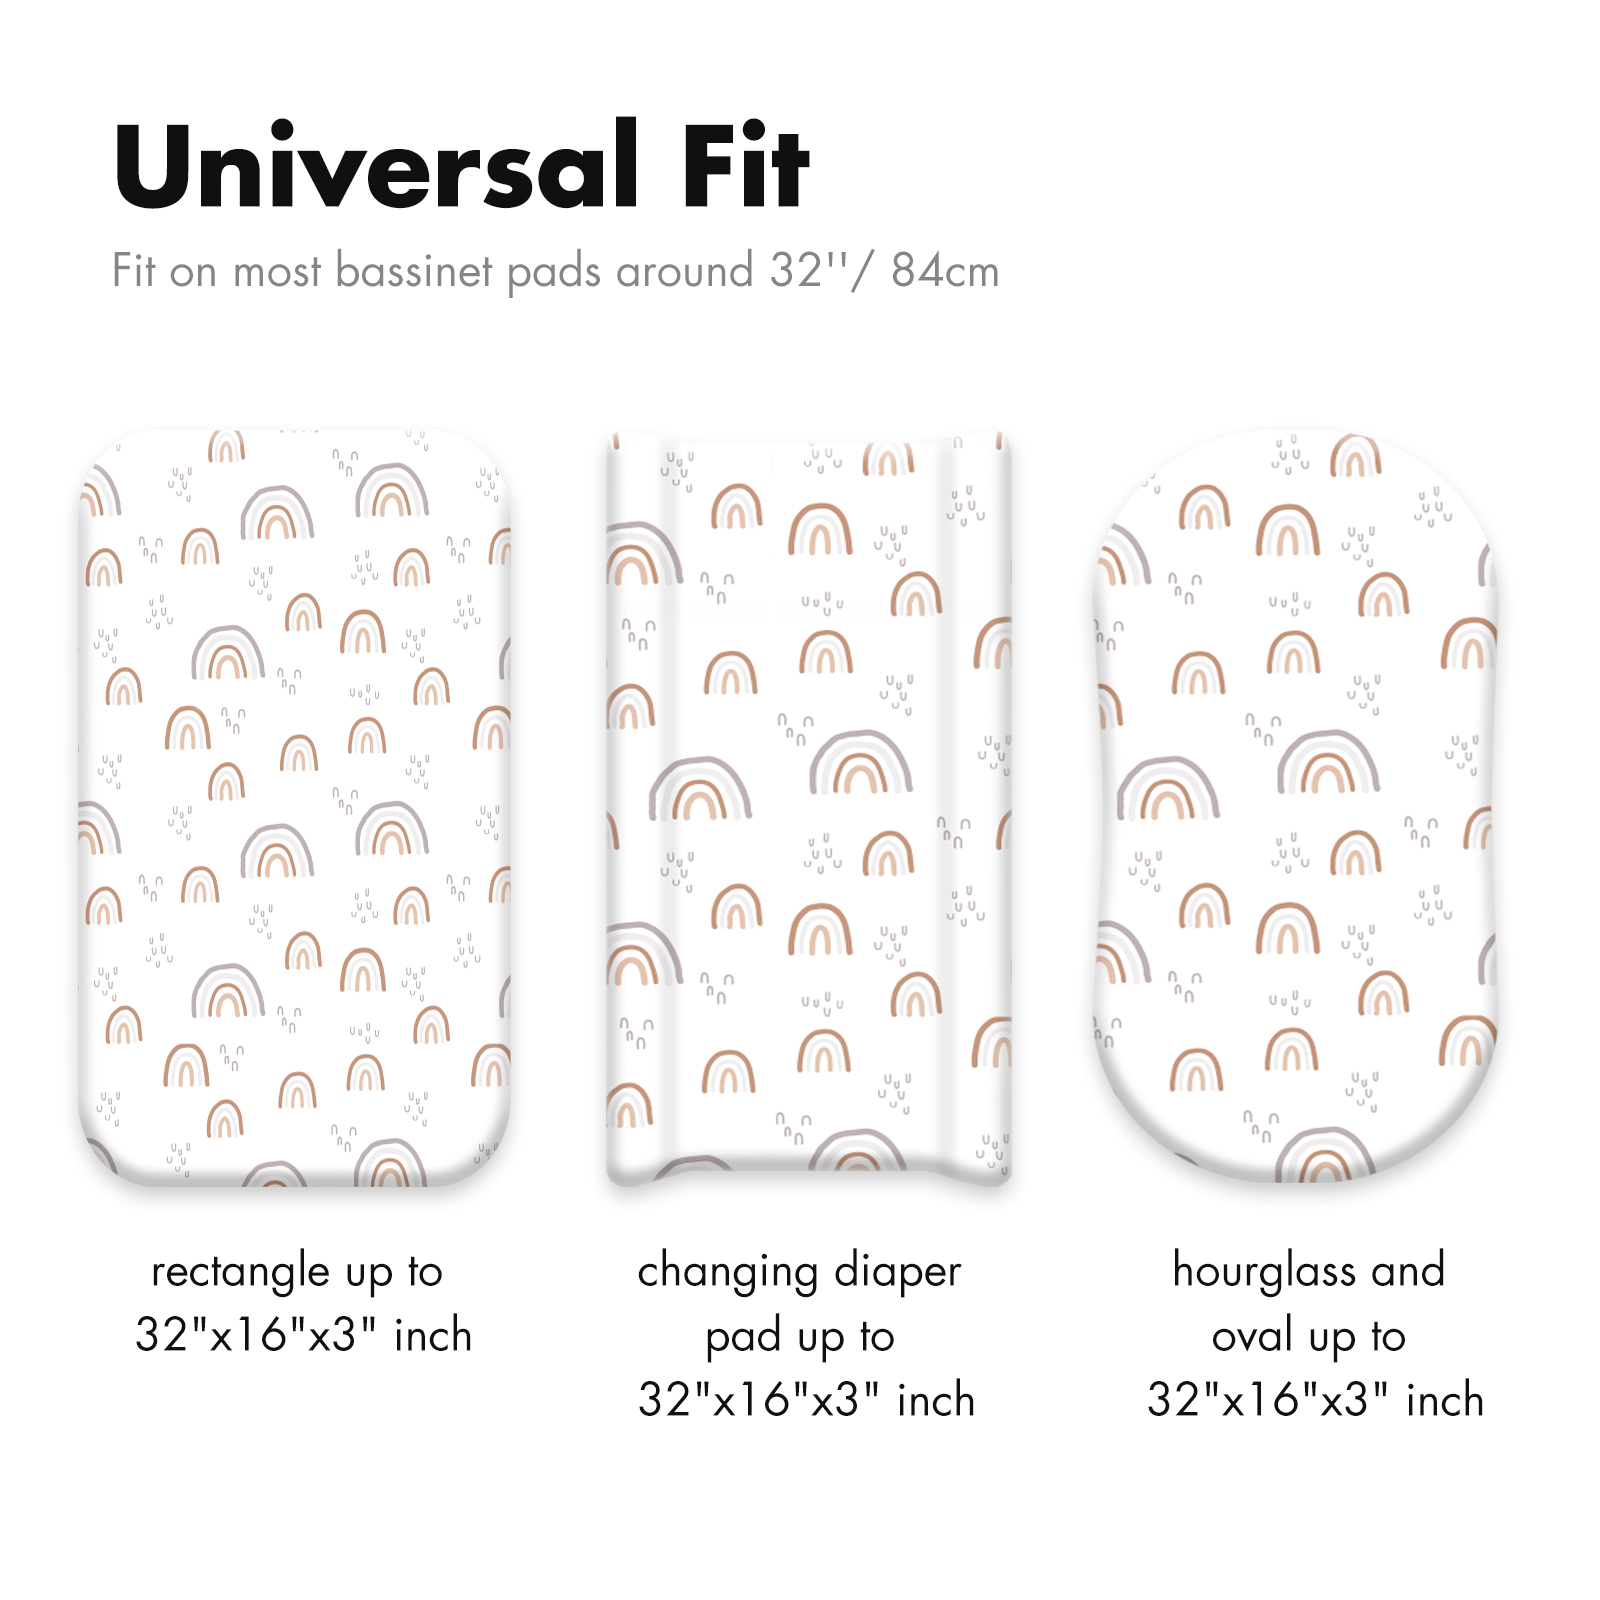 Universal Fit
Fit on most bassinet pads around 32''/ 84cm
rectangle up to
32"x16"x3" inch
changing diaper
pad up to
32"x16"x3" inch
hourglass and
oval up to
32"x16"x3" inch